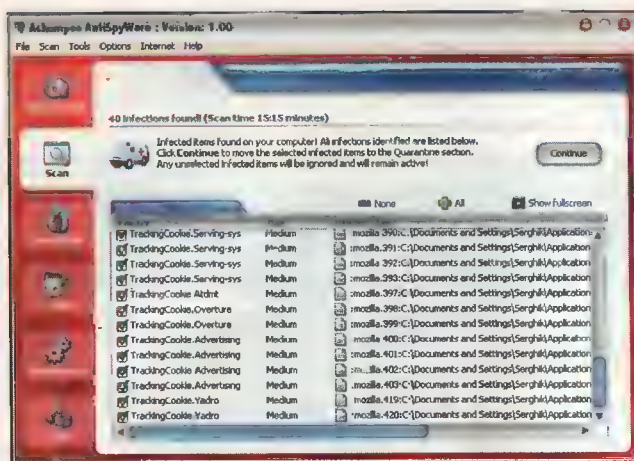 Ashampoo AntiSpyWare : Version: 1.00
File Scan Tools Options Internet Help
40 Infections found! (Scan time 15:15 minutes)
Infected items found on your computer! All infections identified are listed below.
Click Continue to move the selected infected items to the Quarantine section.
Any unselected infected items will be ignored and will remain active!
Continue
Scan
None All Show fullscreen
TrackingCookie.Serving-sys Medium :mozilla.390:C:\Documents and Settings\Serghik\Application
TrackingCookie.Serving-sys Medium :mozilla.391:C:\Documents and Settings\Serghik\Application
TrackingCookie.Serving-sys Medium :mozilla.392:C:\Documents and Settings\Serghik\Application
TrackingCookie.Serving-sys Medium :mozilla.393:C:\Documents and Settings\Serghik\Application
TrackingCookie.Atdmt Medium :mozilla.397:C:\Documents and Settings\Serghik\Application
TrackingCookie.Overture Medium :mozilla.398:C:\Documents and Settings\Serghik\Application
TrackingCookie.Overture Medium :mozilla.399:C:\Documents and Settings\Serghik\Application
TrackingCookie.Advertising Medium :mozilla.400:C:\Documents and Settings\Serghik\Application
TrackingCookie.Advertising Medium :mozilla.401:C:\Documents and Settings\Serghik\Application
TrackingCookie.Advertising Medium :mozilla.402:C:\Documents and Settings\Serghik\Application
TrackingCookie.Advertising Medium :mozilla.403:C:\Documents and Settings\Serghik\Application
TrackingCookie.Yadro Medium :mozilla.419:C:\Documents and Settings\Serghik\Application
TrackingCookie.Yadro Medium :mozilla.420:C:\Documents and Settings\Serghik\Application